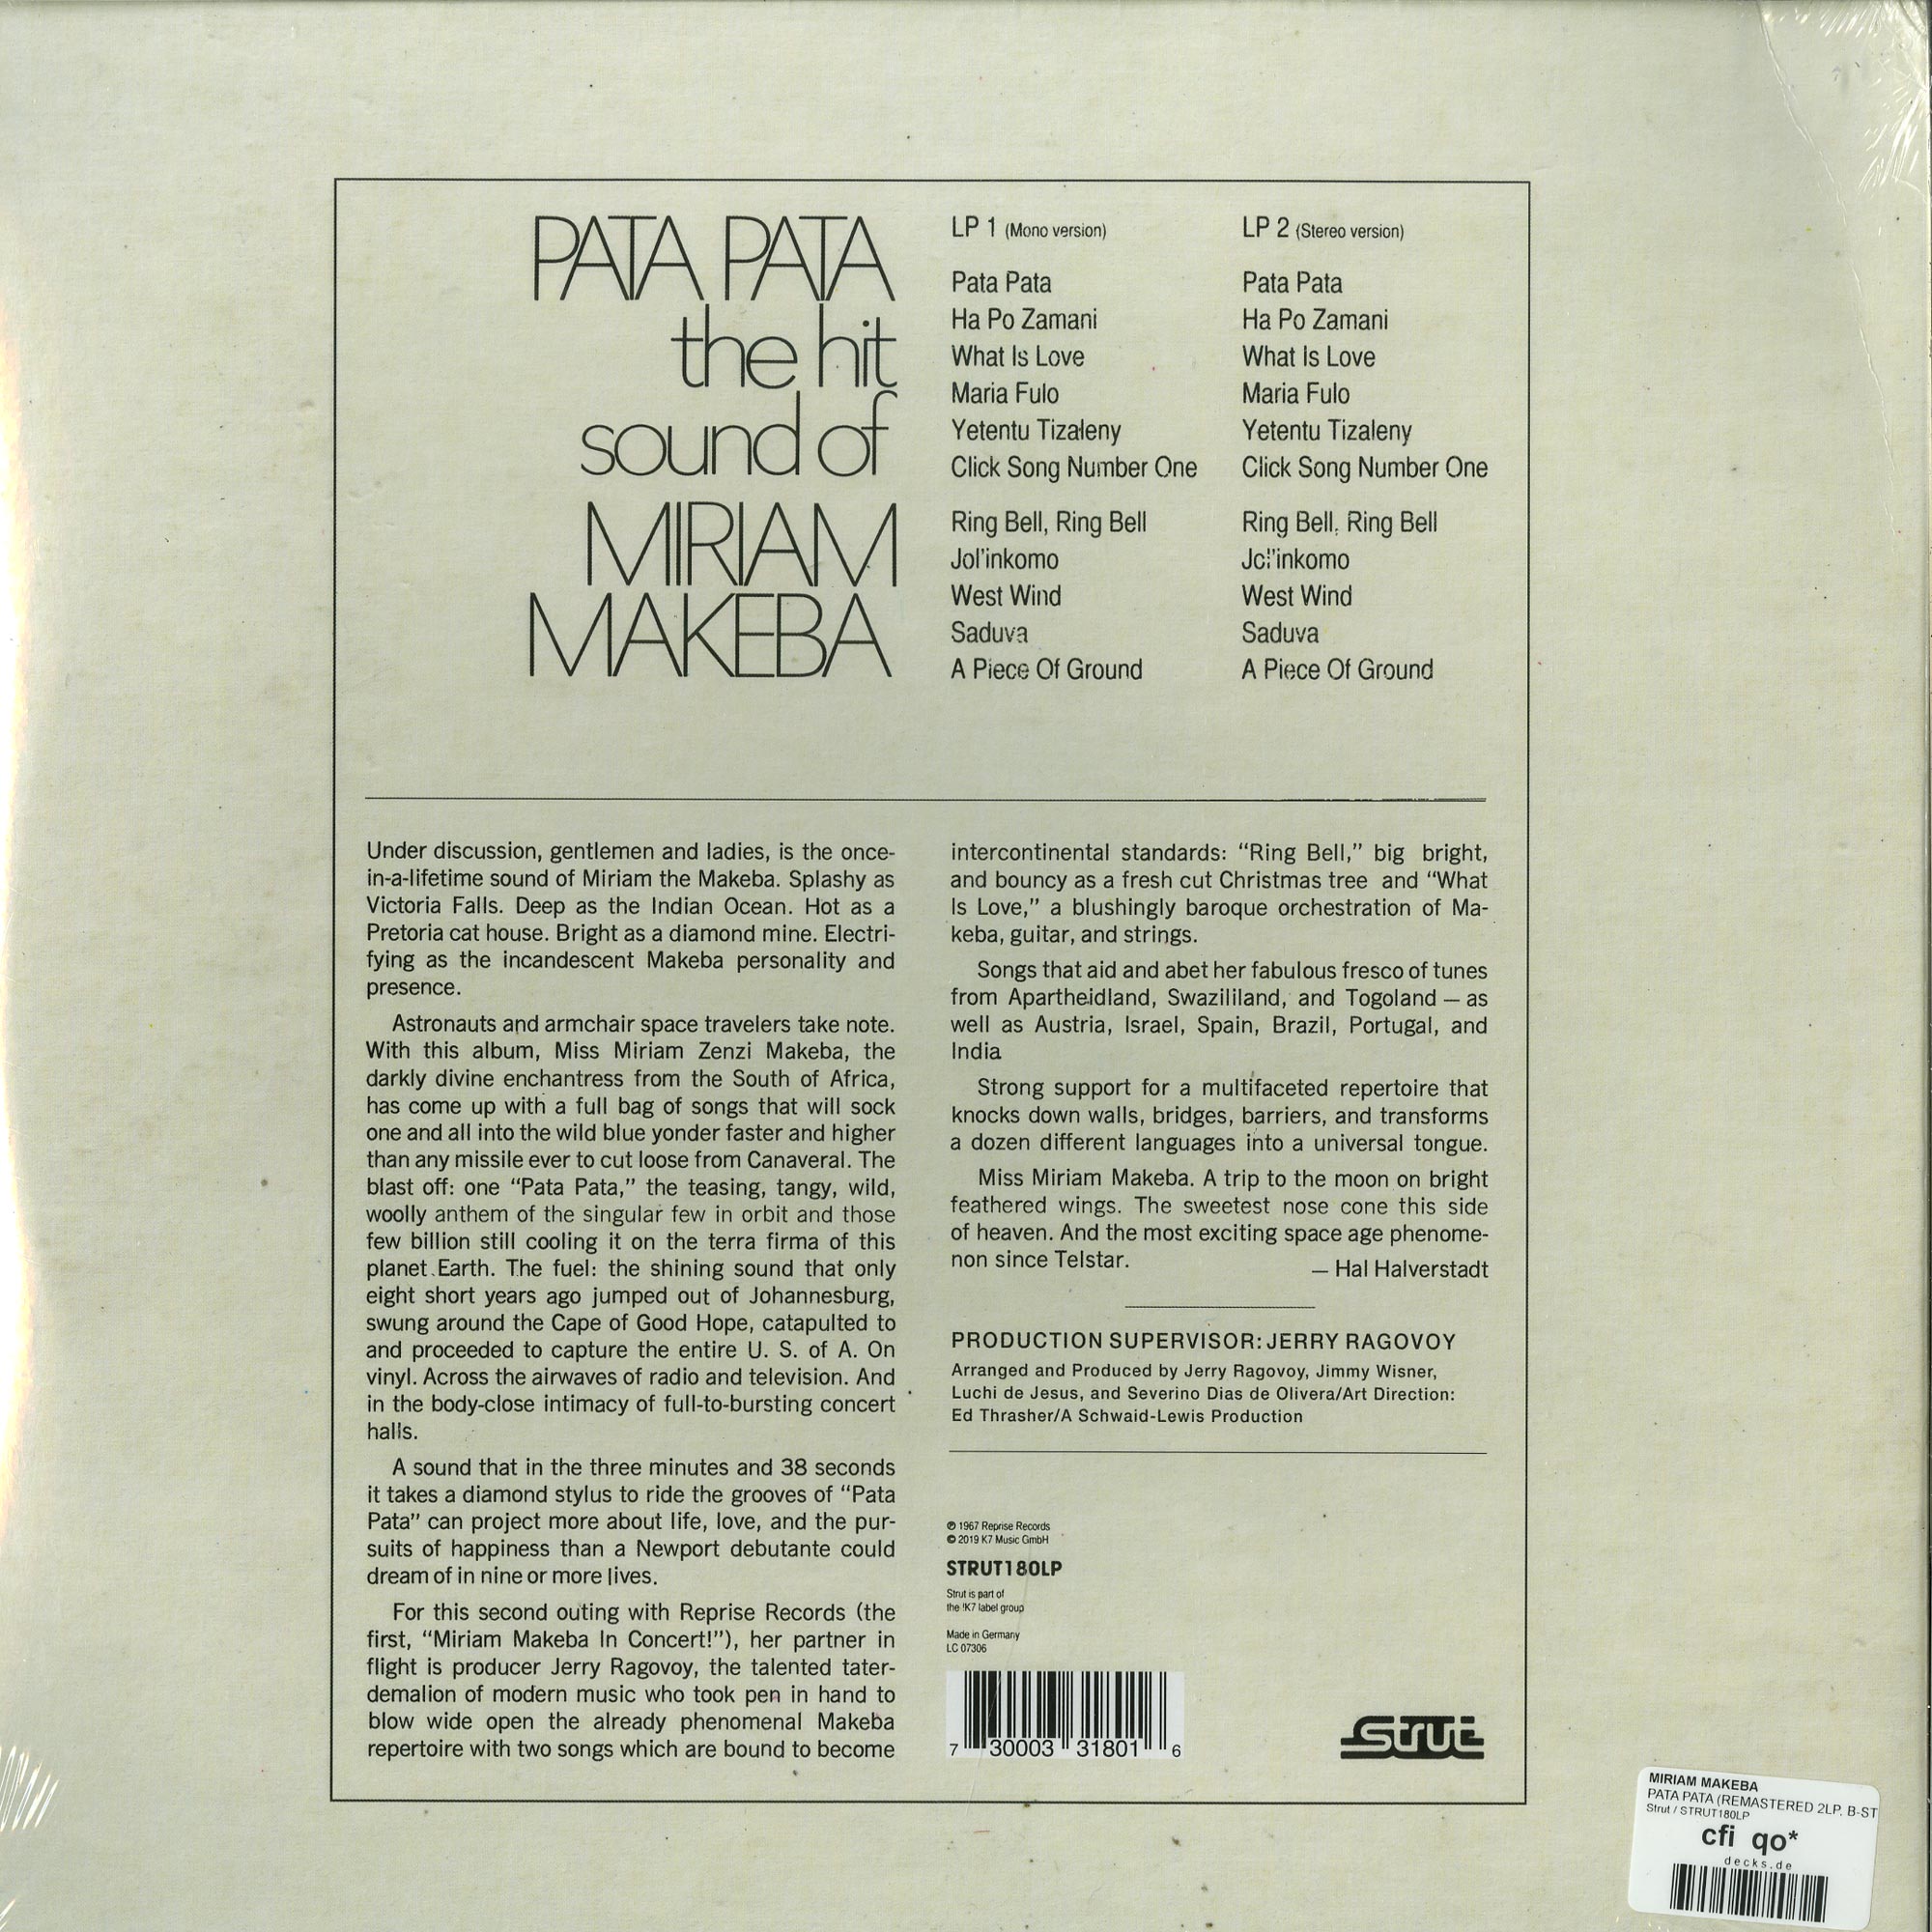 PATA PATA
the hit
sound of
MIRIAM
MAKEBA
LP 1 (Mono version)
Pata Pata
Ha Po Zamani
What Is Love
Maria Fulo
Yetentu Tizaleny
Click Song Number One
Ring Bell, Ring Bell
Jol'inkomo
West Wind
Saduva
A Piece Of Ground
LP 2 (Stereo version)
Pata Pata
Ha Po Zamani
What Is Love
Maria Fulo
Yetentu Tizaleny
Click Song Number One
Ring Bell, Ring Bell
Jol'inkomo
West Wind
Saduva
A Piece Of Ground
Under discussion, gentlemen and ladies, is the once-
in-a-lifetime sound of Miriam the Makeba. Splashy as
Victoria Falls. Deep as the Indian Ocean. Hot as a
Pretoria cat house. Bright as a diamond mine. Electri-
fying as the incandescent Makeba personality and
presence.
Astronauts and armchair space travelers take note.
With this album, Miss Miriam Zenzi Makeba, the
darkly divine enchantress from the South of Africa,
has come up with a full bag of songs that will sock
one and all into the wild blue yonder faster and higher
than any missile ever to cut loose from Canaveral. The
blast off: one “Pata Pata,” the teasing, tangy, wild,
woolly anthem of the singular few in orbit and those
few billion still cooling it on the terra firma of this
planet Earth. The fuel: the shining sound that only
eight short years ago jumped out of Johannesburg,
swung around the Cape of Good Hope, catapulted to
and proceeded to capture the entire U. S. of A. On
vinyl. Across the airwaves of radio and television. And
in the body-close intimacy of full-to-bursting concert
halls.
A sound that in the three minutes and 38 seconds
it takes a diamond stylus to ride the grooves of “Pata
Pata” can project more about life, love, and the pur-
suits of happiness than a Newport debutante could
dream of in nine or more lives.
For this second outing with Reprise Records (the
first, “Miriam Makeba In Concert!”), her partner in
flight is producer Jerry Ragovoy, the talented tater-
demalion of modern music who took pen in hand to
blow wide open the already phenomenal Makeba
repertoire with two songs which are bound to become
intercontinental standards: “Ring Bell,” big bright,
and bouncy as a fresh cut Christmas tree and “What
Is Love,” a blushingly baroque orchestration of Ma-
keba, guitar, and strings.
Songs that aid and abet her fabulous fresco of tunes
from Apartheidland, Swazililand, and Togoland — as
well as Austria, Israel, Spain, Brazil, Portugal, and
India
Strong support for a multifaceted repertoire that
knocks down walls, bridges, barriers, and transforms
a dozen different languages into a universal tongue.
Miss Miriam Makeba. A trip to the moon on bright
feathered wings. The sweetest nose cone this side
of heaven. And the most exciting space age phenome-
non since Telstar.
— Hal Halverstadt
PRODUCTION SUPERVISOR: JERRY RAGOVOY
Arranged and Produced by Jerry Ragovoy, Jimmy Wisner,
Luchi de Jesus, and Severino Dias de Olivera/Art Direction:
Ed Thrasher/A Schwaid-Lewis Production
℗ 1967 Reprise Records
© 2019 K7 Music GmbH
STRUT180LP
Strut is part of
the !K7 label group
Made in Germany
LC 07306
7 30003 31801 6
strut
MIRIAM MAKEBA
PATA PATA (REMASTERED 2LP, B-ST
Strut / STRUT180LP
cfi qo*
decks.de